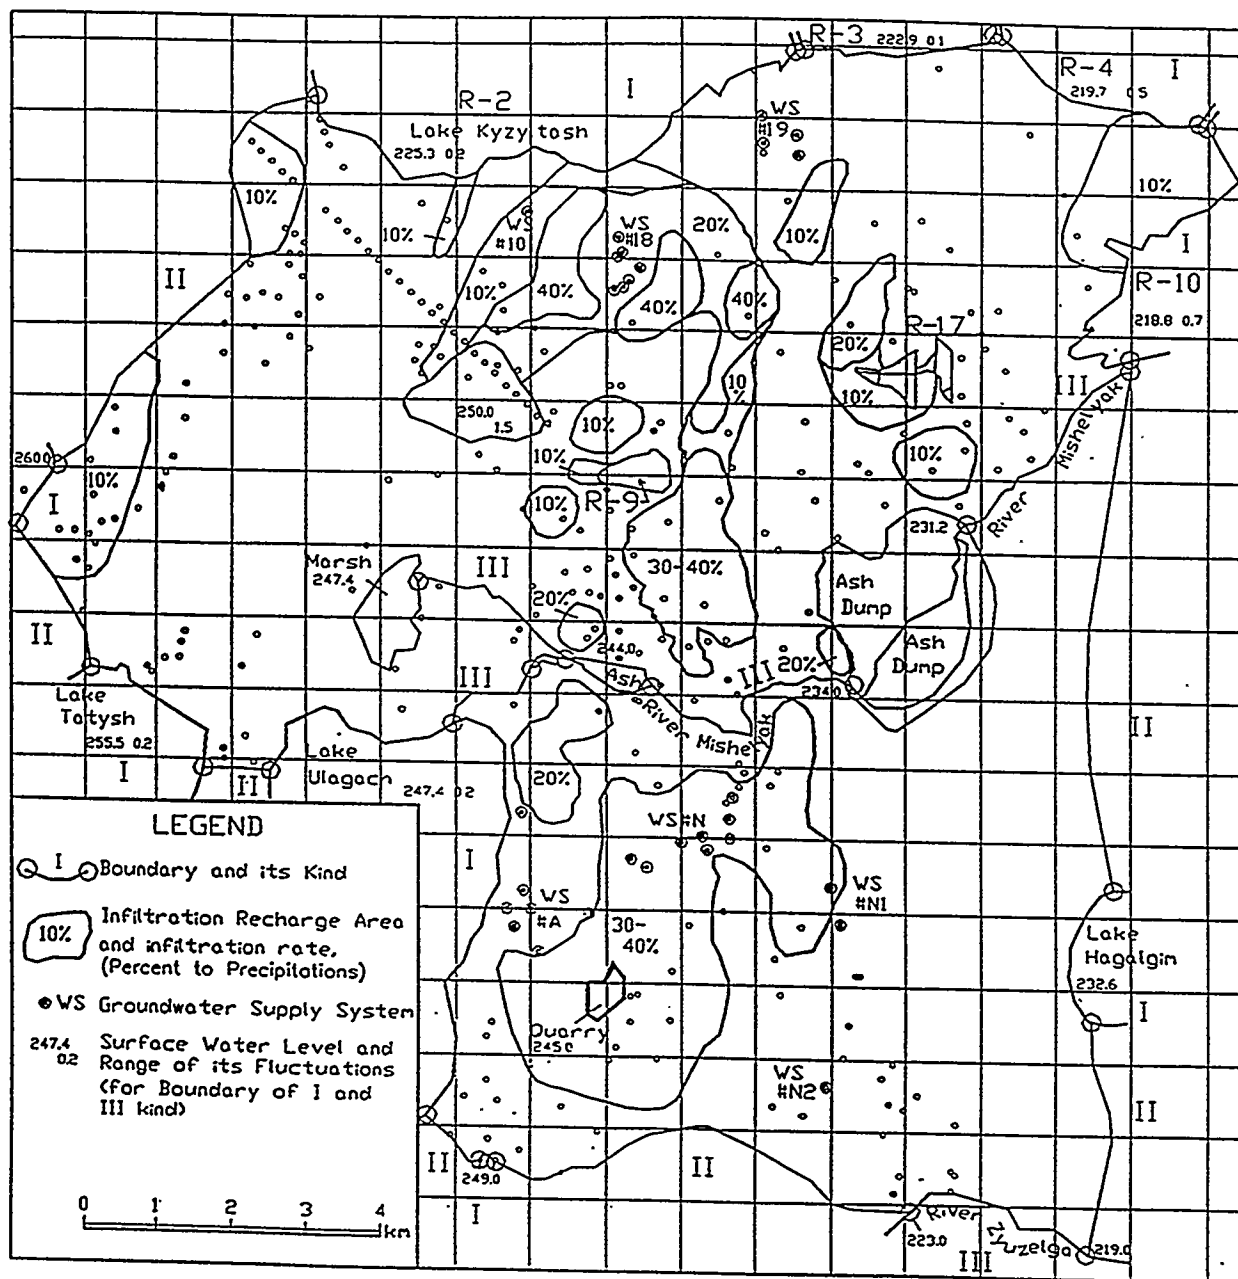 R-3
222.9 0.1
I
R-4
I
219.7 0.5
R-2
WS
#19
Lake Kyzyltash
225.3 0.2
10%
10%
I
10%
WS
#10
WS
#18
20%
10%
II
10%
40%
40%
40%
R-10
218.8 0.7
R-17
20%
III
10
%
10%
250.0
1.5
10%
Mishelyak
260.0
10%
10%
10%
I
R-9
10%
River
231.2
Marsh
247.4
III
30-40%
Ash
Dump
20%
II
Ash
Dump
244.0
III
III
20%
234.0
Ash
River Mishelyak
Lake
Tatysh
255.5 0.2
II
I
Lake
Ulagach
II
20%
247.4 0.2
LEGEND
I
Boundary and its Kind
10%
Infiltration Recharge Area
and infiltration rate.
(Percent to Precipitations)
WS Groundwater Supply System
247.4
0.2
Surface Water Level and
Range of its Fluctuations
(for Boundary of I and
III kind)
0 1 2 3 4
km
WS#N
I
WS
#N1
WS
#A
30-
40%
Lake
Hagalgin
232.6
Quarry
245.0
I
WS
#N2
II
II
II
249.0
I
River
Zyuzelga
223.0
219.0
III